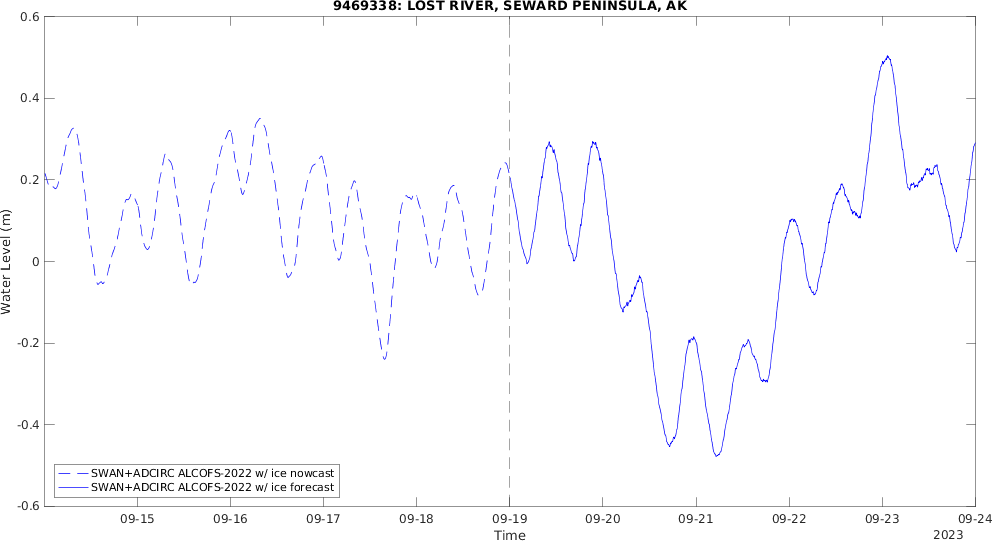 9469338: LOST RIVER, SEWARD PENINSULA, AK
0.6
0.4
0.2
0
-0.2
-0.4
-0.6
Water Level (m)
SWAN+ADCIRC ALCOFS-2022 w/ ice nowcast
SWAN+ADCIRC ALCOFS-2022 w/ ice forecast
09-15 09-16 09-17 09-18 09-19 09-20 09-21 09-22 09-23 09-24
Time
2023